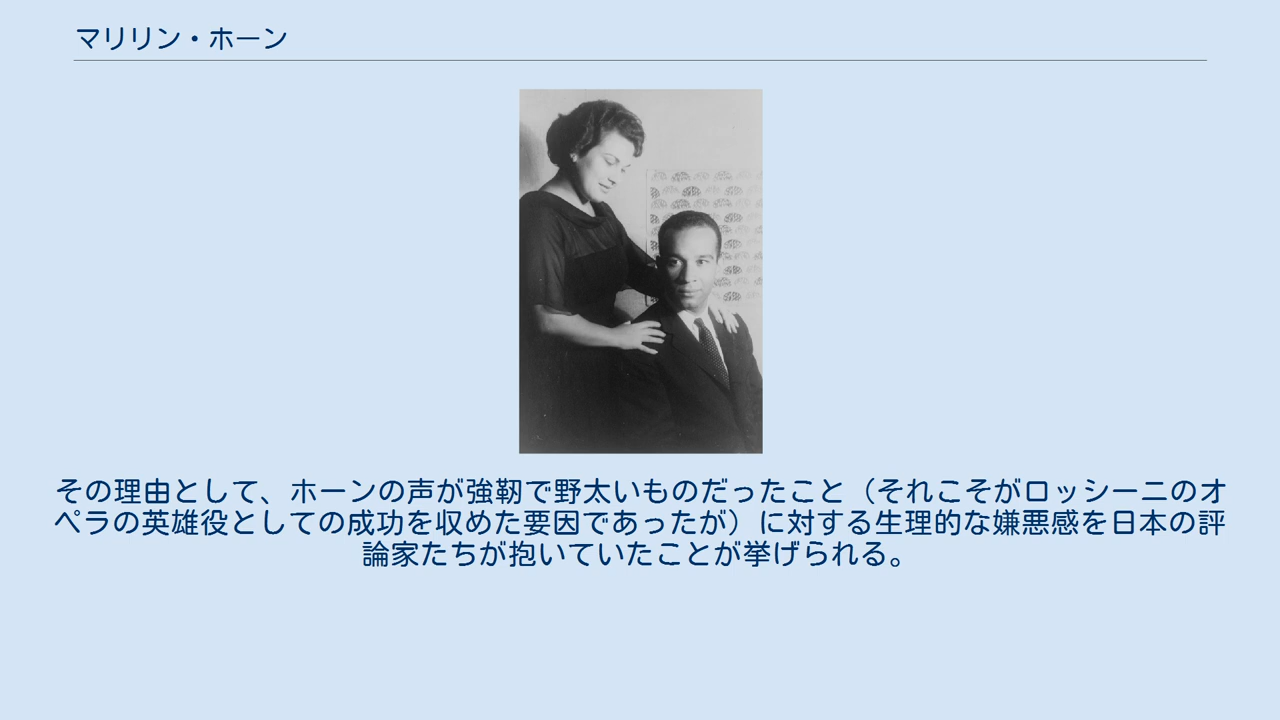 マリリン・ホーン
その理由として、ホーンの声が強靭で野太いものだったこと（それこそがロッシーニのオ
ペラの英雄役としての成功を収めた要因であったが）に対する生理的な嫌悪感を日本の評
論家たちが抱いていたことが挙げられる。